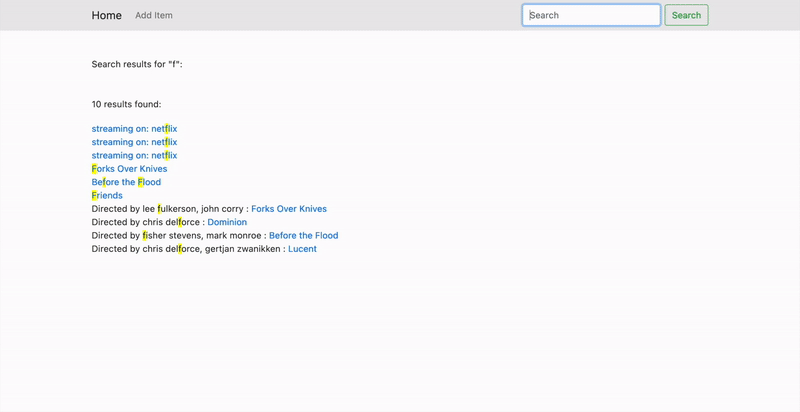 Home Add Item Search Search
Search results for "f":
10 results found:
streaming on: netflix
streaming on: netflix
streaming on: netflix
Forks Over Knives
Before the Flood
Friends
Directed by lee fulkerson, john corry : Forks Over Knives
Directed by chris delforce : Dominion
Directed by fisher stevens, mark monroe : Before the Flood
Directed by chris delforce, gertjan zwanikken : Lucent